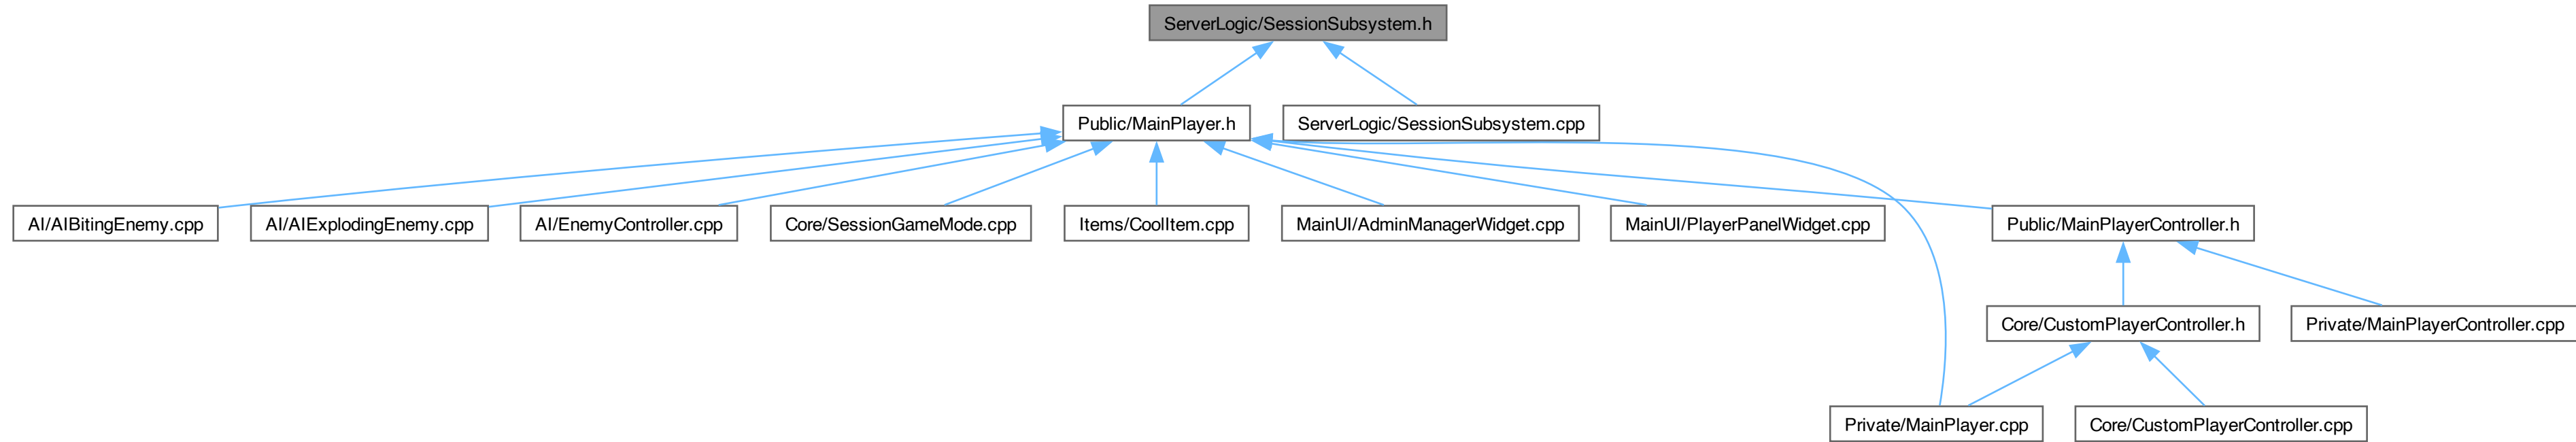 ServerLogic/SessionSubsystem.h
Public/MainPlayer.h
ServerLogic/SessionSubsystem.cpp
AI/AIBitingEnemy.cpp
AI/AIExplodingEnemy.cpp
AI/EnemyController.cpp
Core/SessionGameMode.cpp
Items/CoolItem.cpp
MainUI/AdminManagerWidget.cpp
MainUI/PlayerPanelWidget.cpp
Public/MainPlayerController.h
Core/CustomPlayerController.h
Private/MainPlayerController.cpp
Private/MainPlayer.cpp
Core/CustomPlayerController.cpp